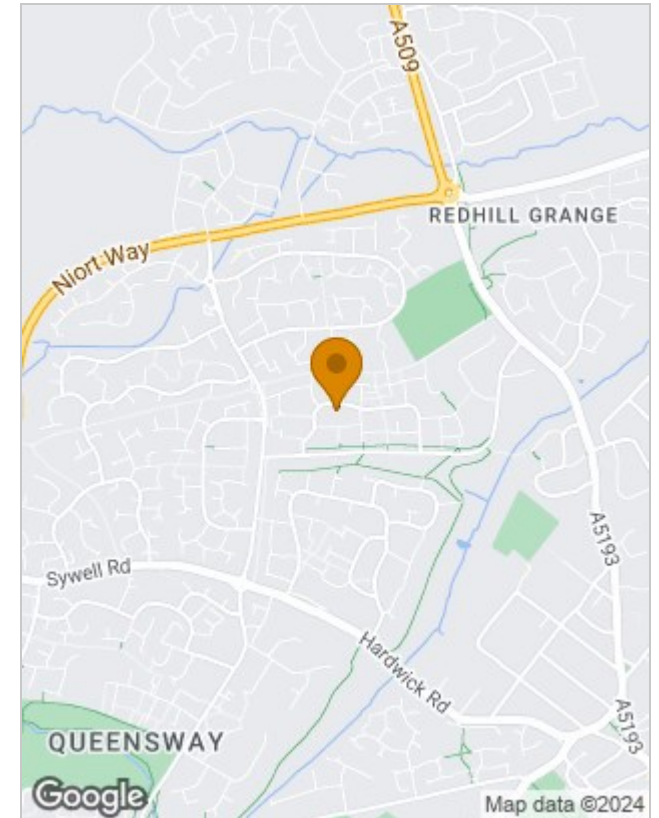 A509
REDHILL GRANGE
Niort Way
A5193
Sywell Rd
Hardwick Rd
A5193
QUEENSWAY
Google
Map data ©2024